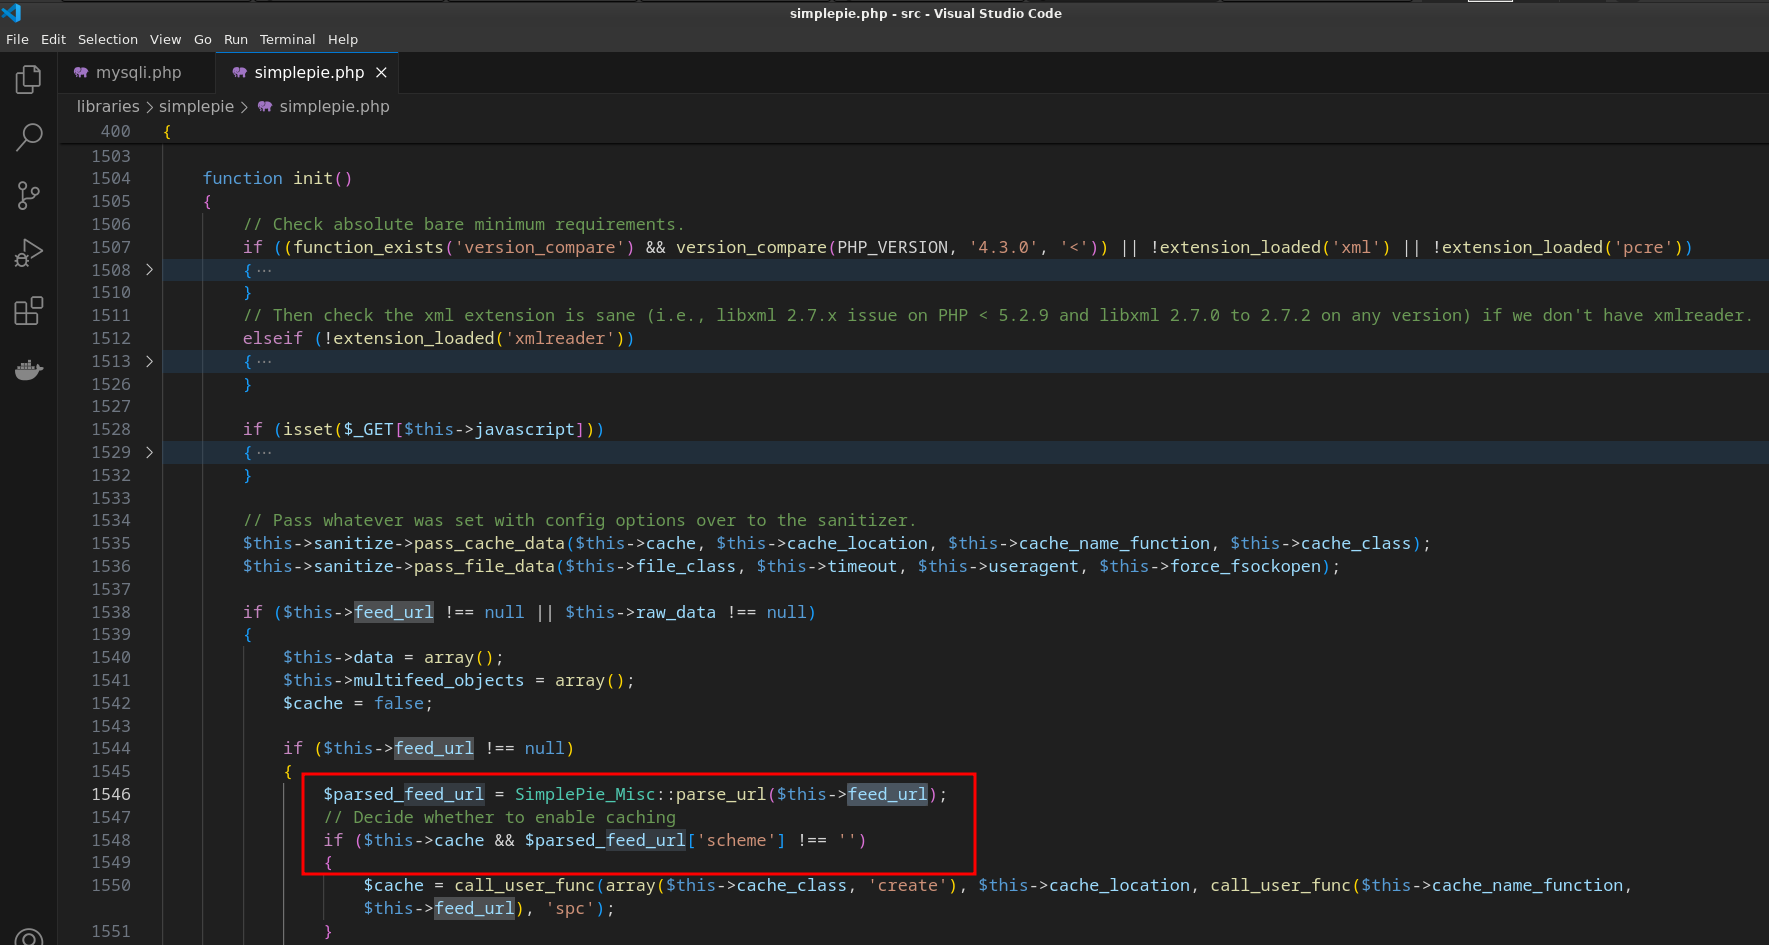 simplepie.php - src - Visual Studio Code
File Edit Selection View Go Run Terminal Help
mysqli.php simplepie.php ×
libraries > simplepie > simplepie.php
400 {
1503
1504 function init()
1505 {
1506 // Check absolute bare minimum requirements.
1507 if ((function_exists('version_compare') && version_compare(PHP_VERSION, '4.3.0', '<')) || !extension_loaded('xml') || !extension_loaded('pcre'))
1508 > { ···
1510 }
1511 // Then check the xml extension is sane (i.e., libxml 2.7.x issue on PHP < 5.2.9 and libxml 2.7.0 to 2.7.2 on any version) if we don't have xmlreader.
1512 elseif (!extension_loaded('xmlreader'))
1513 > { ···
1526 }
1527
1528 if (isset($_GET[$this->javascript]))
1529 > { ···
1532 }
1533
1534 // Pass whatever was set with config options over to the sanitizer.
1535 $this->sanitize->pass_cache_data($this->cache, $this->cache_location, $this->cache_name_function, $this->cache_class);
1536 $this->sanitize->pass_file_data($this->file_class, $this->timeout, $this->useragent, $this->force_fsockopen);
1537
1538 if ($this->feed_url !== null || $this->raw_data !== null)
1539 {
1540 $this->data = array();
1541 $this->multifeed_objects = array();
1542 $cache = false;
1543
1544 if ($this->feed_url !== null)
1545 {
1546 $parsed_feed_url = SimplePie_Misc::parse_url($this->feed_url);
1547 // Decide whether to enable caching
1548 if ($this->cache && $parsed_feed_url['scheme'] !== '')
1549 {
1550 $cache = call_user_func(array($this->cache_class, 'create'), $this->cache_location, call_user_func($this->cache_name_function,
$this->feed_url), 'spc');
1551 }